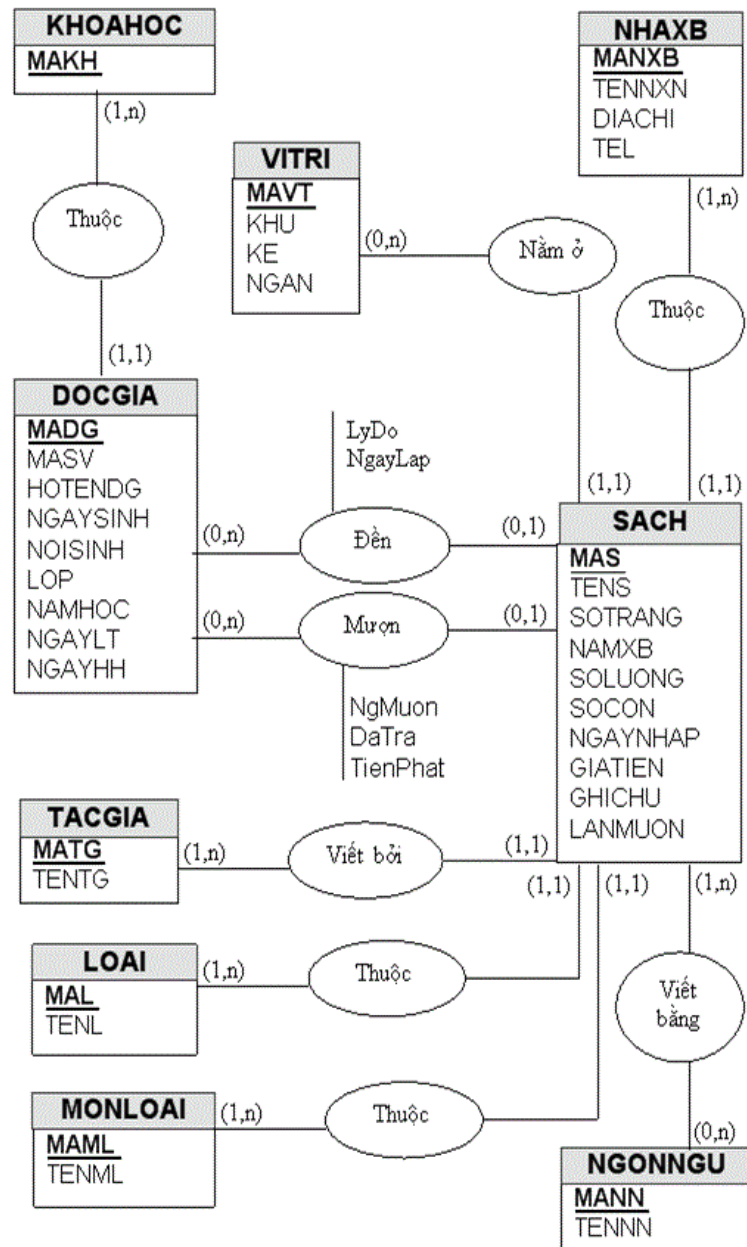 KHOAHOC
MAKH
(1,n)
Thuộc
(1,1)
NHAXB
MANXB
TENNXN
DIACHI
TEL
(1,n)
Thuộc
(1,1)
VITRI
MAVT
KHU
KE
NGAN
(0,n)
Nằm ở
(1,1)
DOCGIA
MADG
MASV
HOTENDG
NGAYSINH
NOISINH
LOP
NAMHOC
NGAYLT
NGAYHH
LyDo
NgayLap
(0,n)
Đền
(0,1)
(0,n)
Mượn
(0,1)
NgMuon
DaTra
TienPhat
SACH
MAS
TENS
SOTRANG
NAMXB
SOLUONG
SOCON
NGAYNHAP
GIATIEN
GHICHU
LANMUON
TACGIA
MATG
TENTG
(1,n)
Viết bởi
(1,1)
(1,1)
(1,1)
(1,n)
LOAI
MAL
TENL
(1,n)
Thuộc
Viết
bằng
MONLOAI
MAML
TENML
(1,n)
Thuộc
(0,n)
NGONNGU
MANN
TENNN